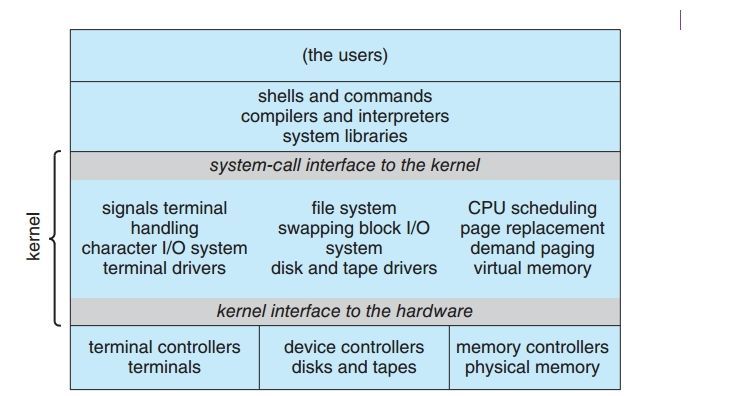 (the users)
shells and commands
compilers and interpreters
system libraries
system-call interface to the kernel
kernel
signals terminal
handling
character I/O system
terminal drivers
file system
swapping block I/O
system
disk and tape drivers
CPU scheduling
page replacement
demand paging
virtual memory
kernel interface to the hardware
terminal controllers
terminals
device controllers
disks and tapes
memory controllers
physical memory